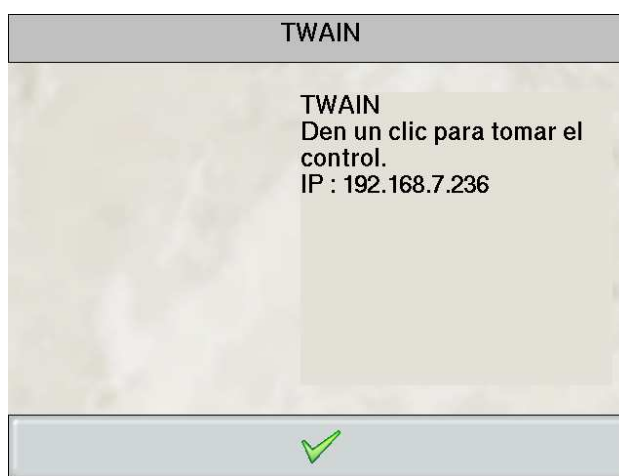 TWAIN
TWAIN
Den un clic para tomar el
control.
IP : 192.168.7.236